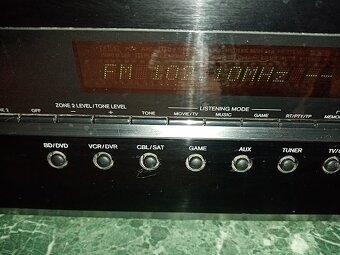 FM 102.10MHz --
ZONE 2 LEVEL/TONE LEVEL
LISTENING MODE
OFF
-
+
TONE
MOVIE/TV
MUSIC
GAME
RT/PTY/TP
BD/DVD
VCR/DVR
CBL/SAT
GAME
AUX
TUNER